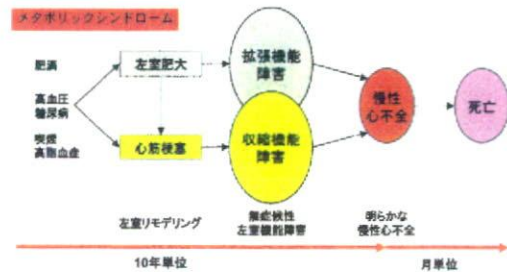 メタボリックシンドローム
肥満
高血圧
糖尿病
喫煙
高脂血症
左室肥大
心筋梗塞
拡張機能
障害
収縮機能
障害
慢性
心不全
死亡
左室リモデリング
無症候性
左室機能障害
明らかな
慢性心不全
10年単位
月単位